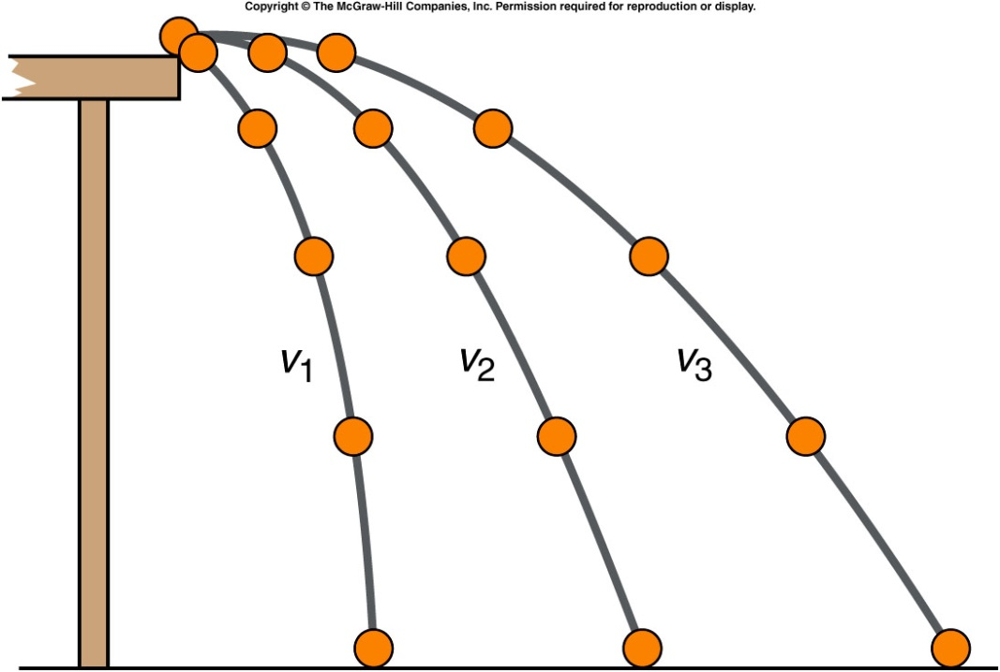 Copyright © The McGraw-Hill Companies, Inc. Permission required for reproduction or display.
v1
v2
v3